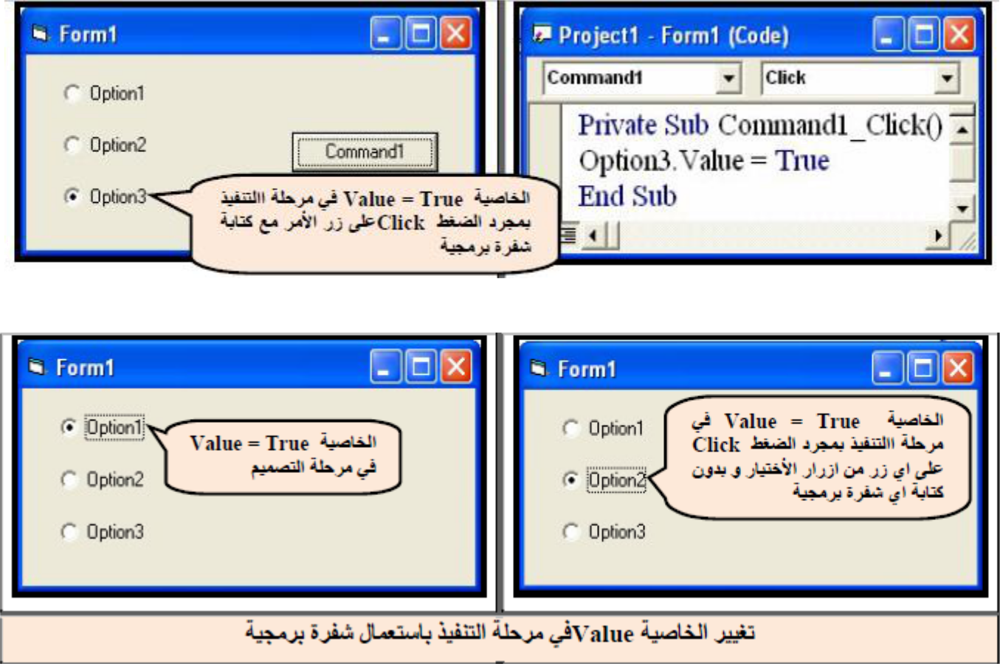 Form1
Option1
Option2
Command1
Option3
الخاصية Value = True في مرحلة االتنفيذ
بمجرد الضغط Click على زر الأمر مع كتابة
شفرة برمجية
Project1 - Form1 (Code)
Command1
Click
Private Sub Command1_Click()
Option3.Value = True
End Sub
Form1
Option1
الخاصية Value = True
في مرحلة التصميم
Option2
Option3
Form1
Option1
الخاصية Value = True في
مرحلة االتنفيذ بمجرد الضغط Click
على اي زر من ازرار الأختيار و بدون
كتابة اي شفرة برمجية
Option2
Option3
تغيير الخاصية Valueفي مرحلة التنفيذ باستعمال شفرة برمجية